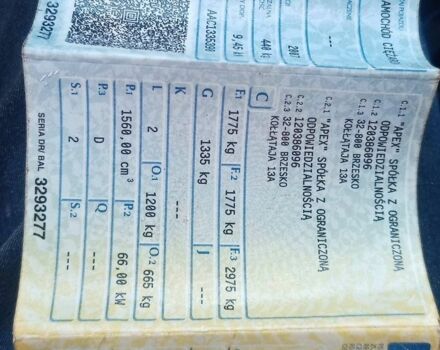 SAMOCHÓD CIĘŻAR
---
2007
440 k
9,45 k
AAC1335399
3293277
C.1.1 "APEX" SPÓŁKA Z OGRANICZONĄ
ODPOWIEDZIALNOŚCIĄ
C.1.2 120386096
C.1.3 32-800 BRZESKO
KOŁŁĄTAJA 13A
C.2.1 "APEX" SPÓŁKA Z OGRANICZONĄ
ODPOWIEDZIALNOŚCIĄ
C.2.2 120386096
C.2.3 32-800 BRZESKO
KOŁŁĄTAJA 13A
C
F.1 1775 kg F.2 1775 kg F.3 2975 kg
G 1335 kg J ---
K ---
L 2 O.1 1200 kg O.2 665 kg
P.1 1560,00 cm³ P.2 66,00 kW
P.3 D Q ---
S.1 2 S.2 ---
SERIA DR/BAL 3293277